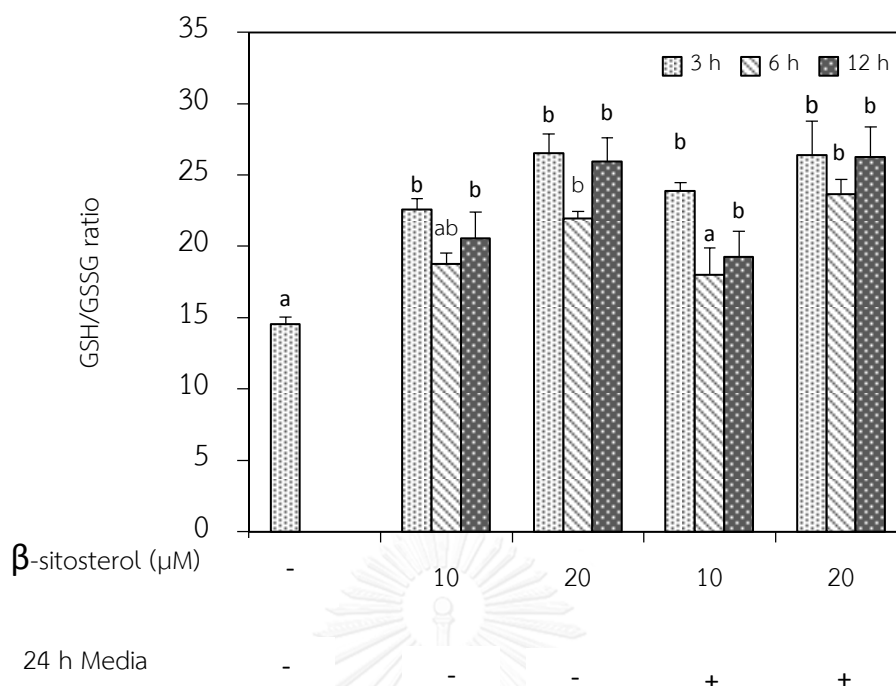 35
3 h 6 h 12 h
30
b b b b b
25
b b b b b
ab a b
20
GSH/GSSG ratio
a
15
10
5
0
β-sitosterol (µM) - 10 20 10 20
24 h Media - - - + +